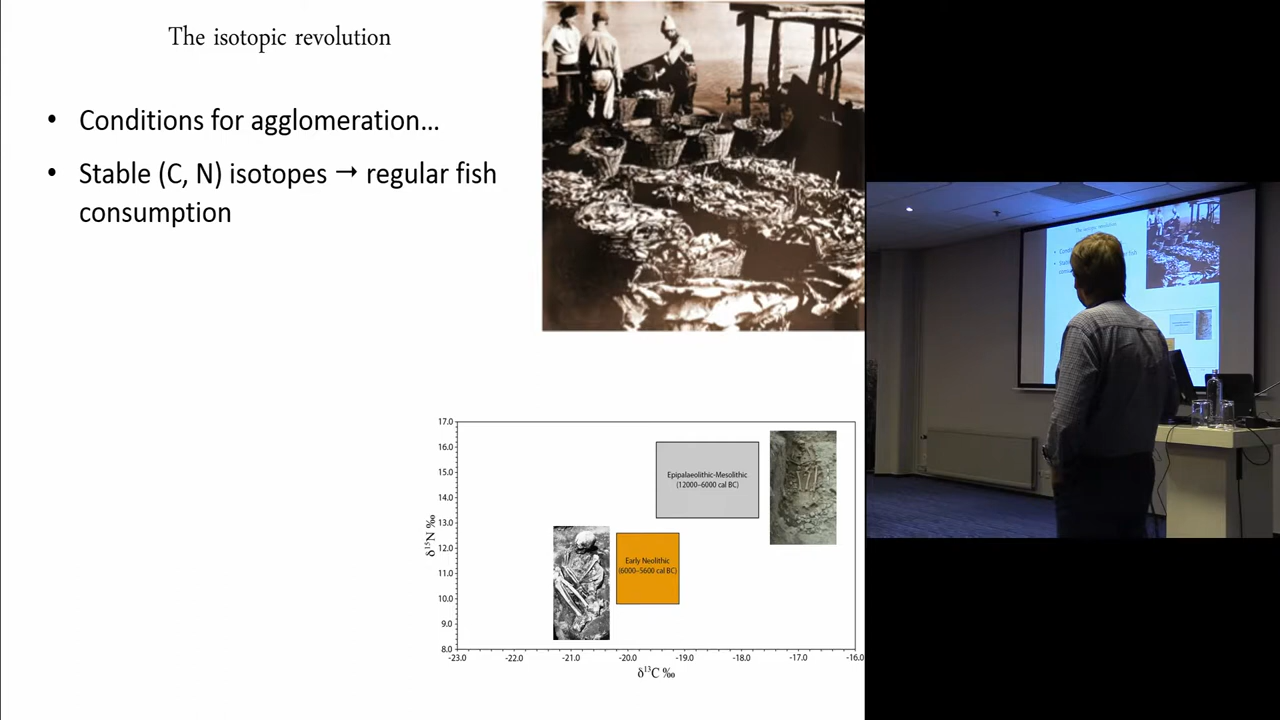 The isotopic revolution
• Conditions for agglomeration...
• Stable (C, N) isotopes → regular fish
consumption
17.0
16.0
15.0
14.0
13.0
12.0
11.0
10.0
9.0
8.0
δ15N ‰
Epipalaeolithic-Mesolithic
(12000–6000 cal BC)
Early Neolithic
(6000–5600 cal BC)
-23.0 -22.0 -21.0 -20.0 -19.0 -18.0 -17.0 -16.0
δ13C ‰
The isotopic revolution